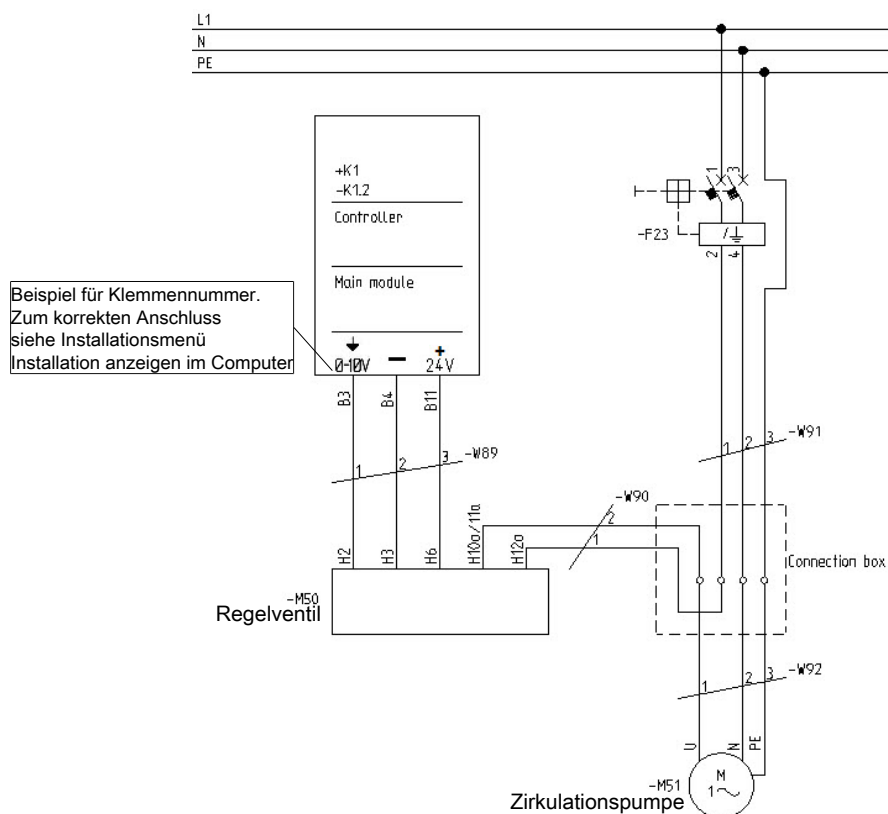 L1
N
PE
+K1
-K1.2
Controller
Main module
Beispiel für Klemmennummer.
Zum korrekten Anschluss
siehe Installationsmenü
Installation anzeigen im Computer
+
0-10V
24V
B3
B4
B11
1
2
3
-W89
H2
H3
H6
H10a/11a
H12a
-M50
Regelventil
-W90
2
1
1
3
-F23
2
4
1
2
3
-W91
Connection box
1
2
3
-W92
U
N
PE
M
1~
-M51
Zirkulationspumpe